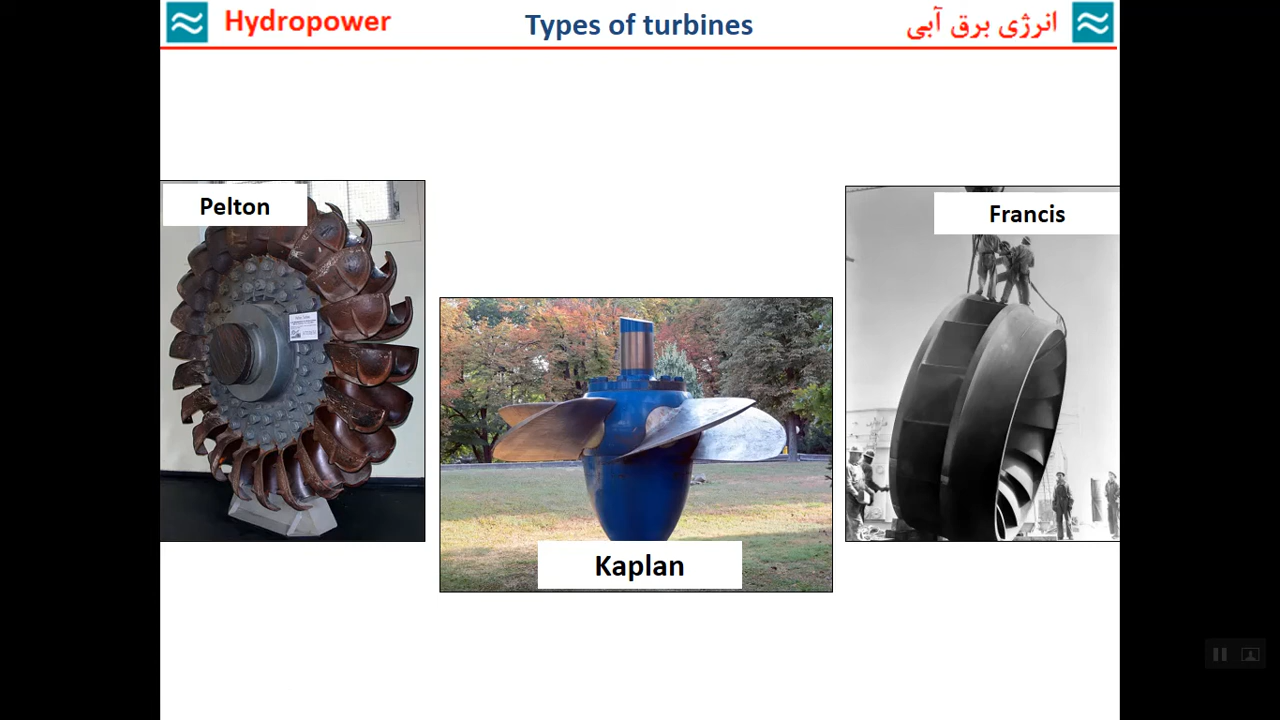 Hydropower
Types of turbines
انرژی برق آبی
Pelton
Francis
Kaplan